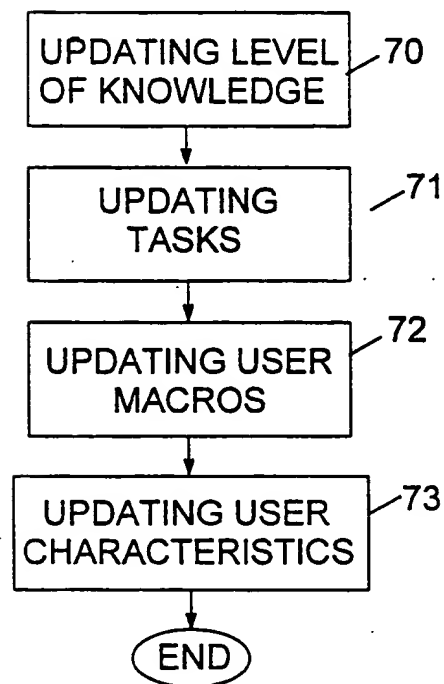 UPDATING LEVEL
OF KNOWLEDGE
70
UPDATING
TASKS
71
UPDATING USER
MACROS
72
UPDATING USER
CHARACTERISTICS
73
END